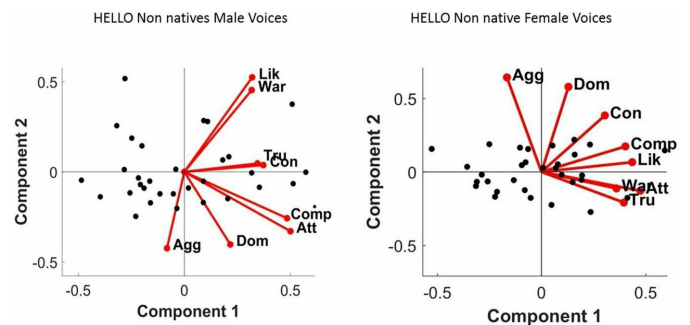 HELLO Non natives Male Voices
HELLO Non native Female Voices
Component 2
0.5
0
-0.5
-0.5
0
0.5
Component 1
Lik
War
Tru
Con
Comp
Att
Dom
Agg
Component 2
0.5
0
-0.5
-0.5
0
0.5
Component 1
Agg
Dom
Con
Comp
Lik
War
Att
Tru